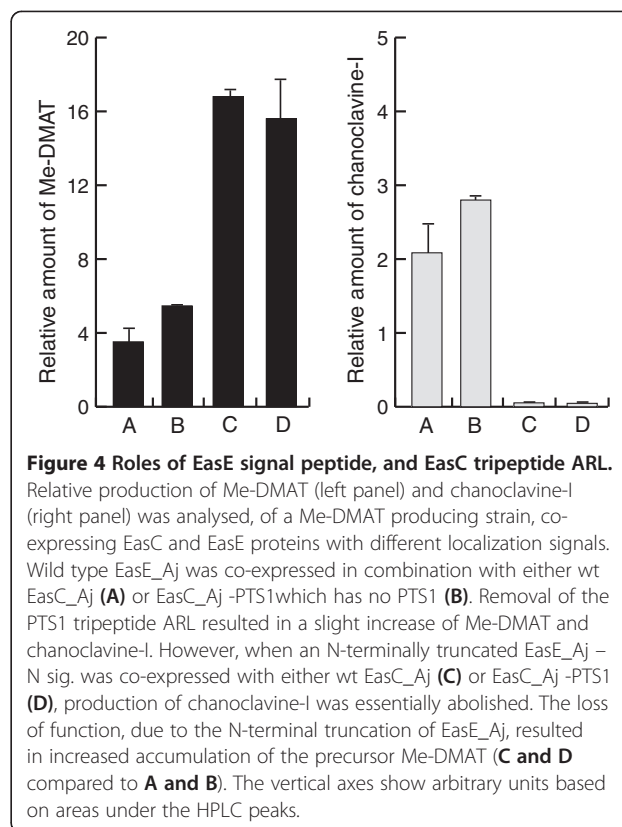 20
16
12
8
4
0
Relative amount of Me-DMAT
A B C D
5
4
3
2
1
0
Relative amount of chanoclavine-I
A B C D
Figure 4 Roles of EasE signal peptide, and EasC tripeptide ARL.
Relative production of Me-DMAT (left panel) and chanoclavine-I
(right panel) was analysed, of a Me-DMAT producing strain, co-
expressing EasC and EasE proteins with different localization signals.
Wild type EasE_Aj was co-expressed in combination with either wt
EasC_Aj (A) or EasC_Aj -PTS1which has no PTS1 (B). Removal of the
PTS1 tripeptide ARL resulted in a slight increase of Me-DMAT and
chanoclavine-I. However, when an N-terminally truncated EasE_Aj –
N sig. was co-expressed with either wt EasC_Aj (C) or EasC_Aj -PTS1
(D), production of chanoclavine-I was essentially abolished. The loss
of function, due to the N-terminal truncation of EasE_Aj, resulted
in increased accumulation of the precursor Me-DMAT (C and D
compared to A and B). The vertical axes show arbitrary units based
on areas under the HPLC peaks.